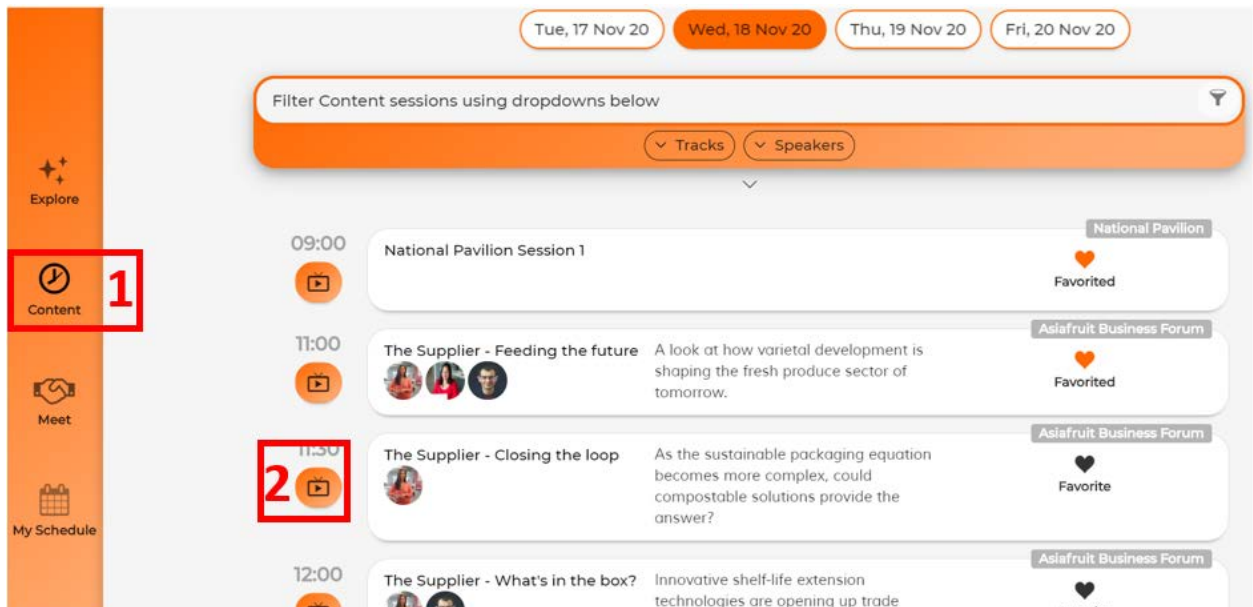 Tue, 17 Nov 20
Wed, 18 Nov 20
Thu, 19 Nov 20
Fri, 20 Nov 20
Filter Content sessions using dropdowns below
Tracks
Speakers
Explore
Content
1
Meet
My Schedule
09:00
National Pavilion Session 1
National Pavilion
Favorited
11:00
The Supplier - Feeding the future
A look at how varietal development is
shaping the fresh produce sector of
tomorrow.
Asiafruit Business Forum
Favorited
11:30
2
The Supplier - Closing the loop
As the sustainable packaging equation
becomes more complex, could
compostable solutions provide the
answer?
Asiafruit Business Forum
Favorite
12:00
The Supplier - What's in the box?
Innovative shelf-life extension
technologies are opening up trade
Asiafruit Business Forum